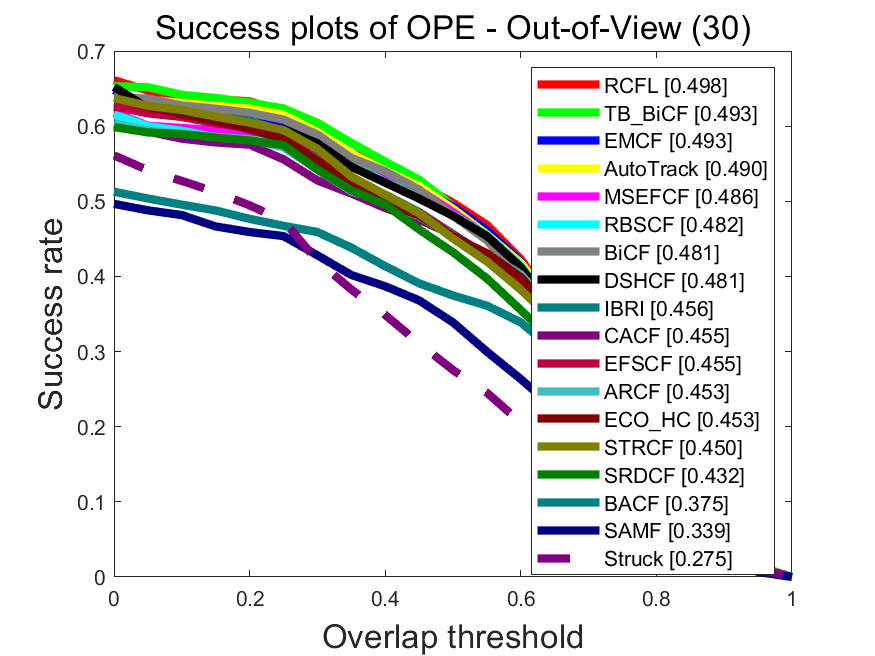 Success plots of OPE - Out-of-View (30)
0.7
0.6
0.5
0.4
0.3
0.2
0.1
0
Success rate
RCFL [0.498]
TB_BiCF [0.493]
EMCF [0.493]
AutoTrack [0.490]
MSEFCF [0.486]
RBSCF [0.482]
BiCF [0.481]
DSHCF [0.481]
IBRI [0.456]
CACF [0.455]
EFSCF [0.455]
ARCF [0.453]
ECO_HC [0.453]
STRCF [0.450]
SRDCF [0.432]
BACF [0.375]
SAMF [0.339]
Struck [0.275]
0 0.2 0.4 0.6 0.8 1
Overlap threshold